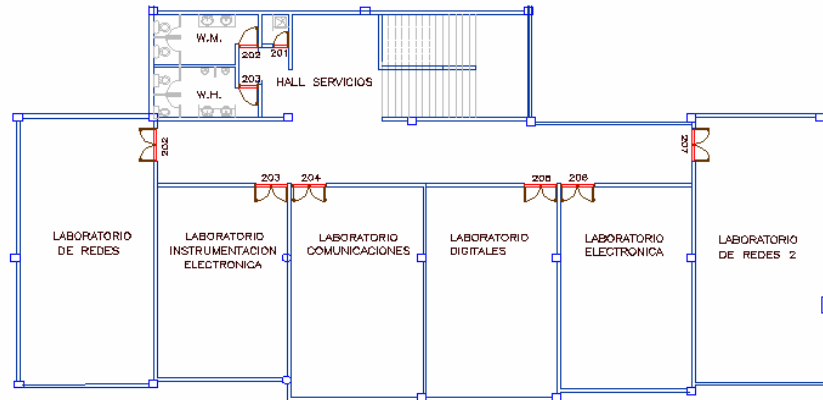 W.M.
202
201
203
W.H.
HALL SERVICIOS
202
207
203
204
205
206
LABORATORIO
DE REDES
LABORATORIO
INSTRUMENTACION
ELECTRONICA
LABORATORIO
COMUNICACIONES
LABORATORIO
DIGITALES
LABORATORIO
ELECTRONICA
LABORATORIO
DE REDES 2